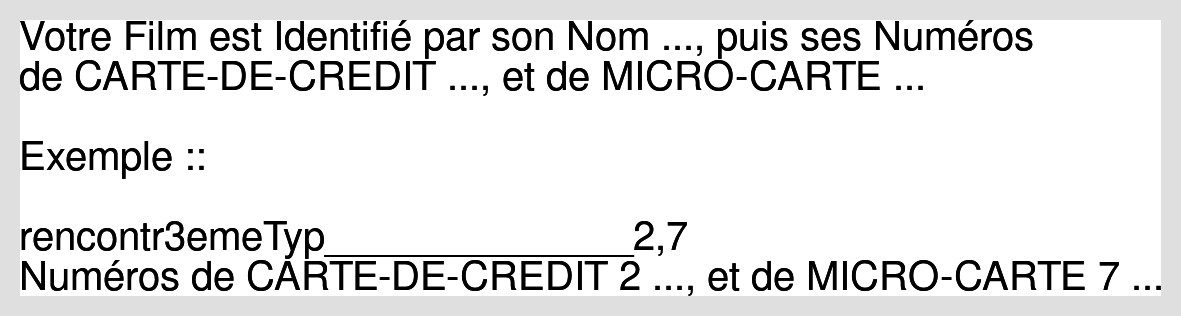 Votre Film est Identifié par son Nom ..., puis ses Numéros
de CARTE-DE-CREDIT ..., et de MICRO-CARTE ...
Exemple ::
rencontr3emeTyp______________2,7
Numéros de CARTE-DE-CREDIT 2 ..., et de MICRO-CARTE 7 ...